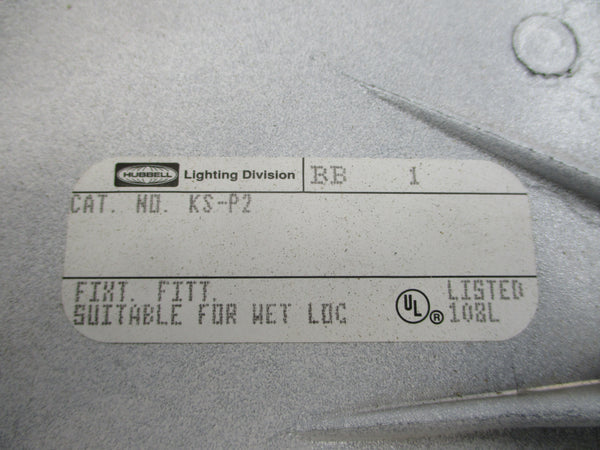 HUBBELL Lighting Division BB 1
CAT. NO. KS-P2
FIXT. FITT. LISTED
SUITABLE FOR WET LOC UL ® 108L